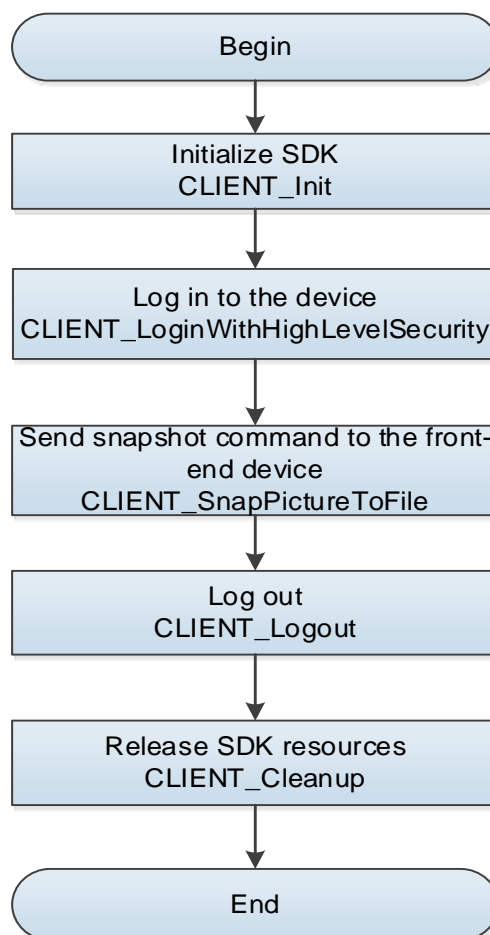 Begin
Initialize SDK
CLIENT_Init
Log in to the device
CLIENT_LoginWithHighLevelSecurity
Send snapshot command to the front-
end device
CLIENT_SnapPictureToFile
Log out
CLIENT_Logout
Release SDK resources
CLIENT_Cleanup
End